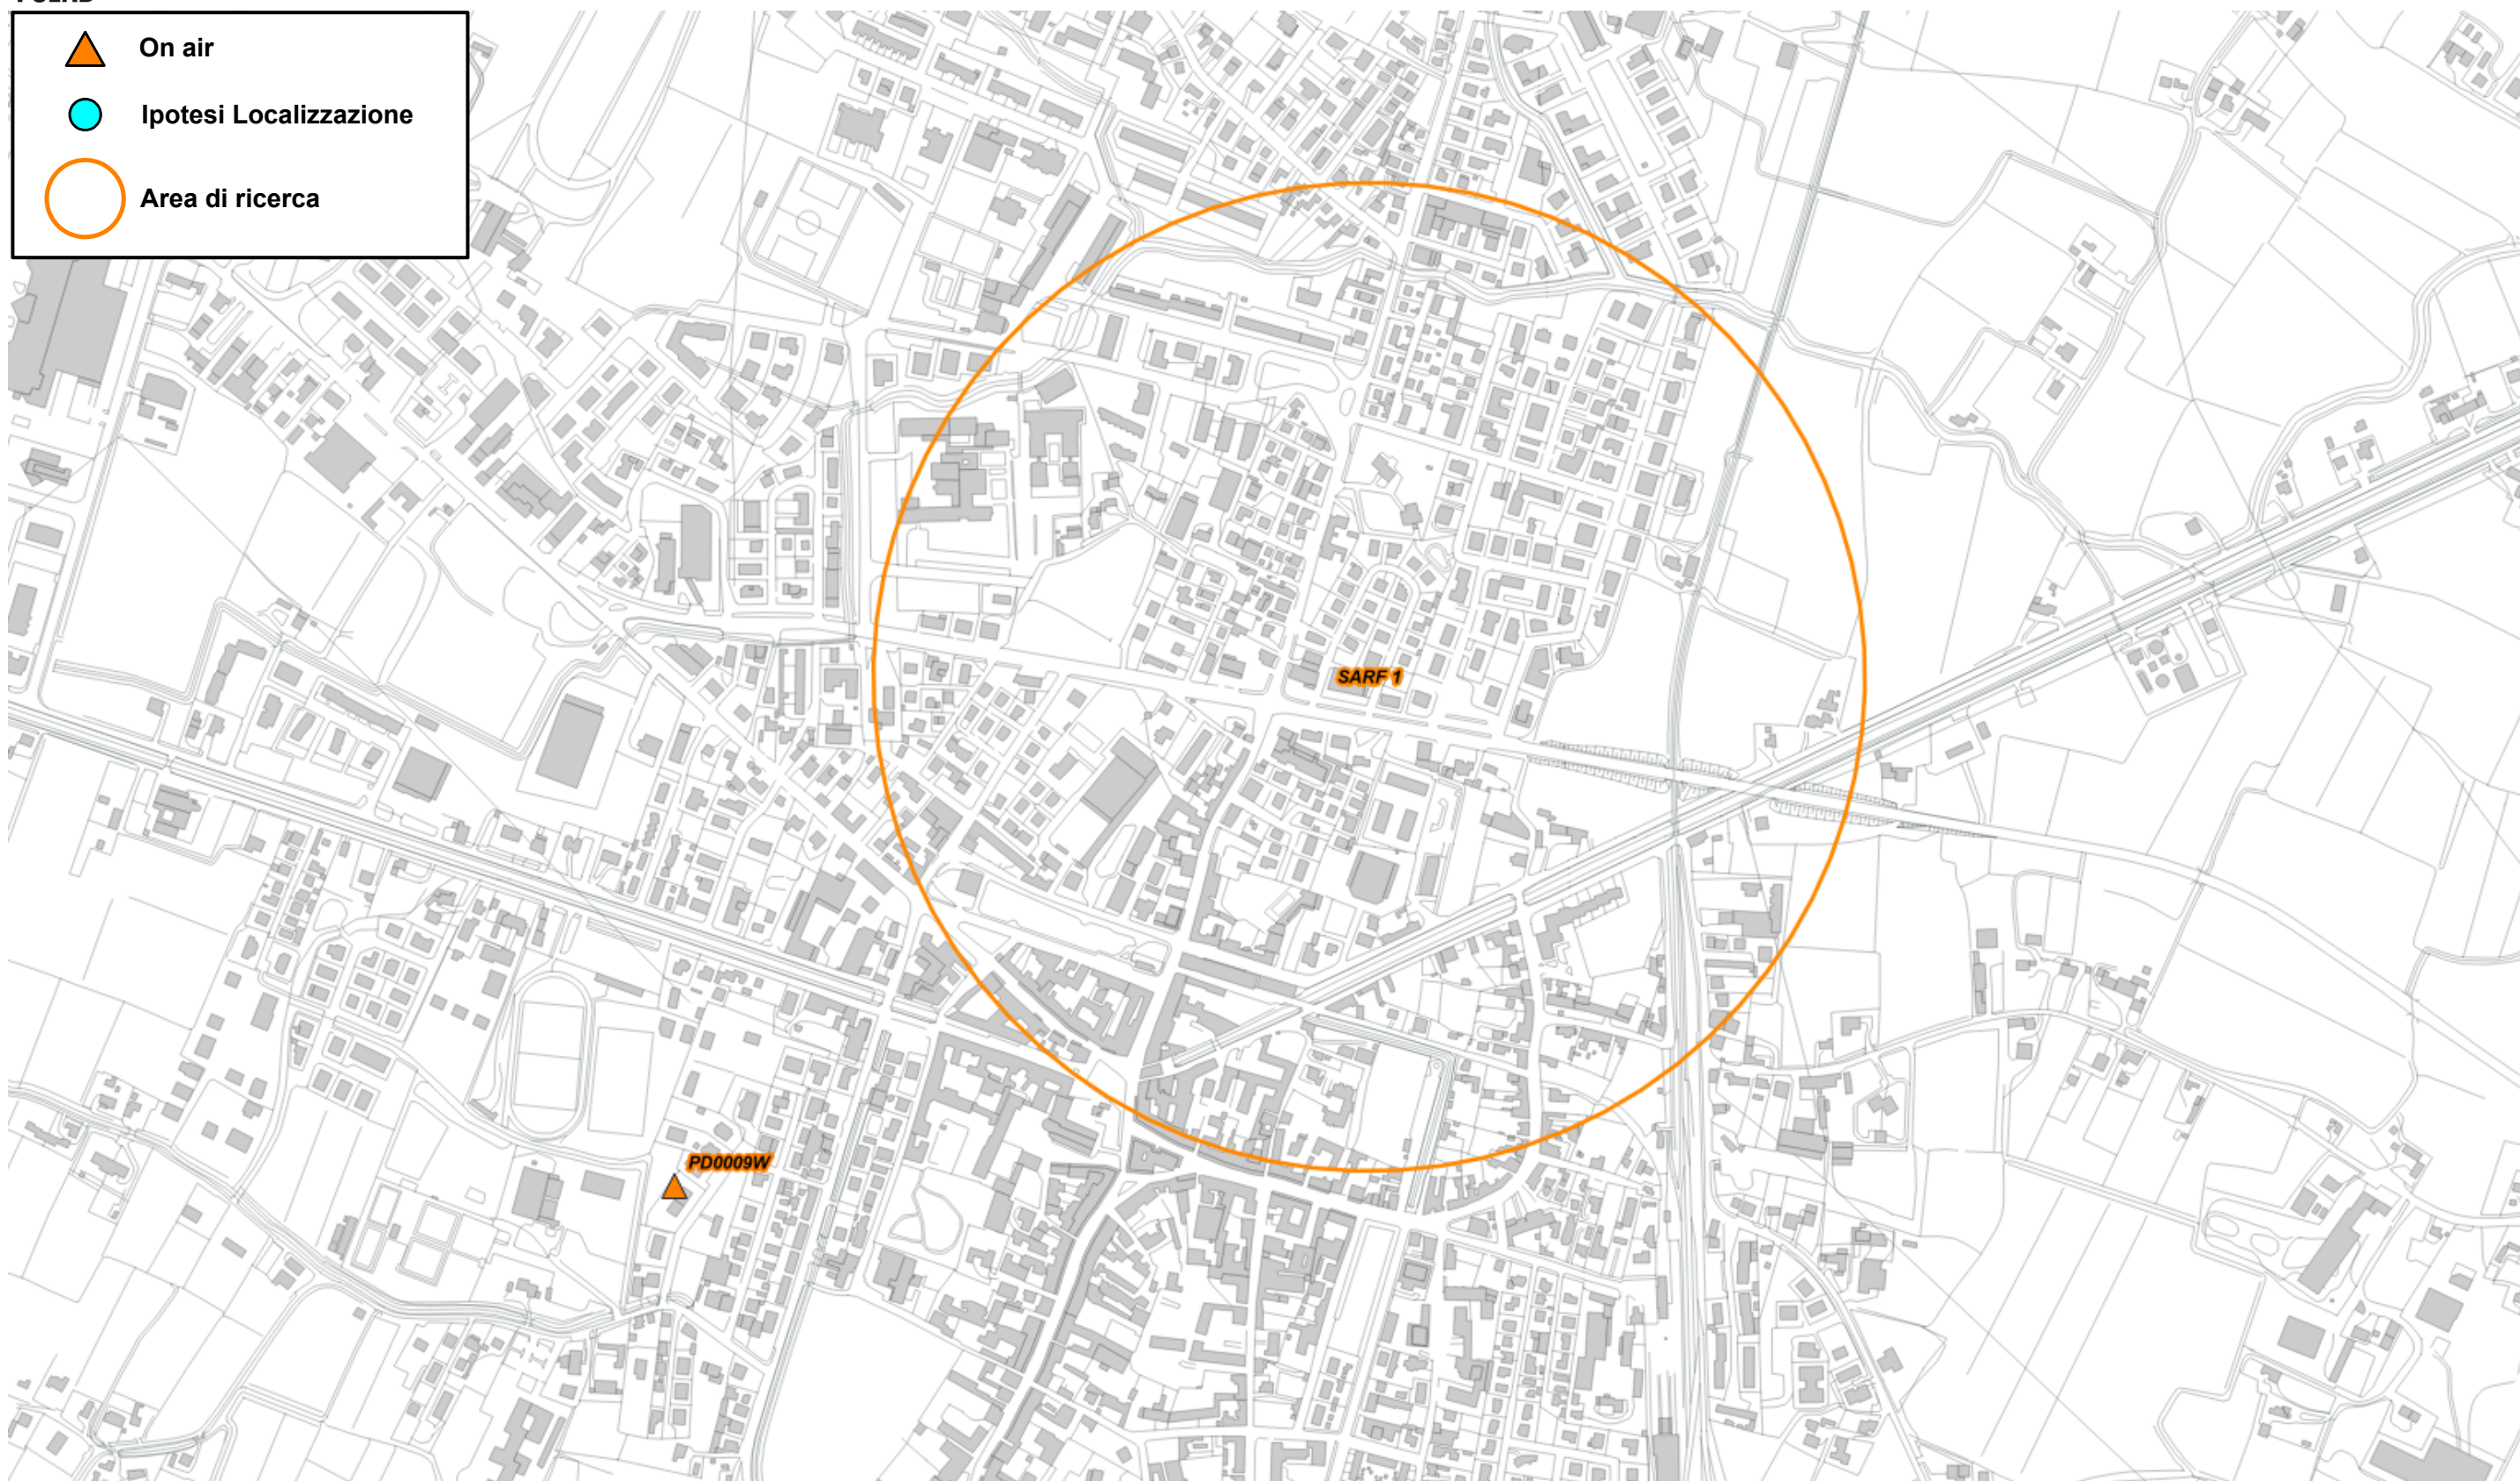 On air
Ipotesi Localizzazione
Area di ricerca
SARF 1
PD0009W